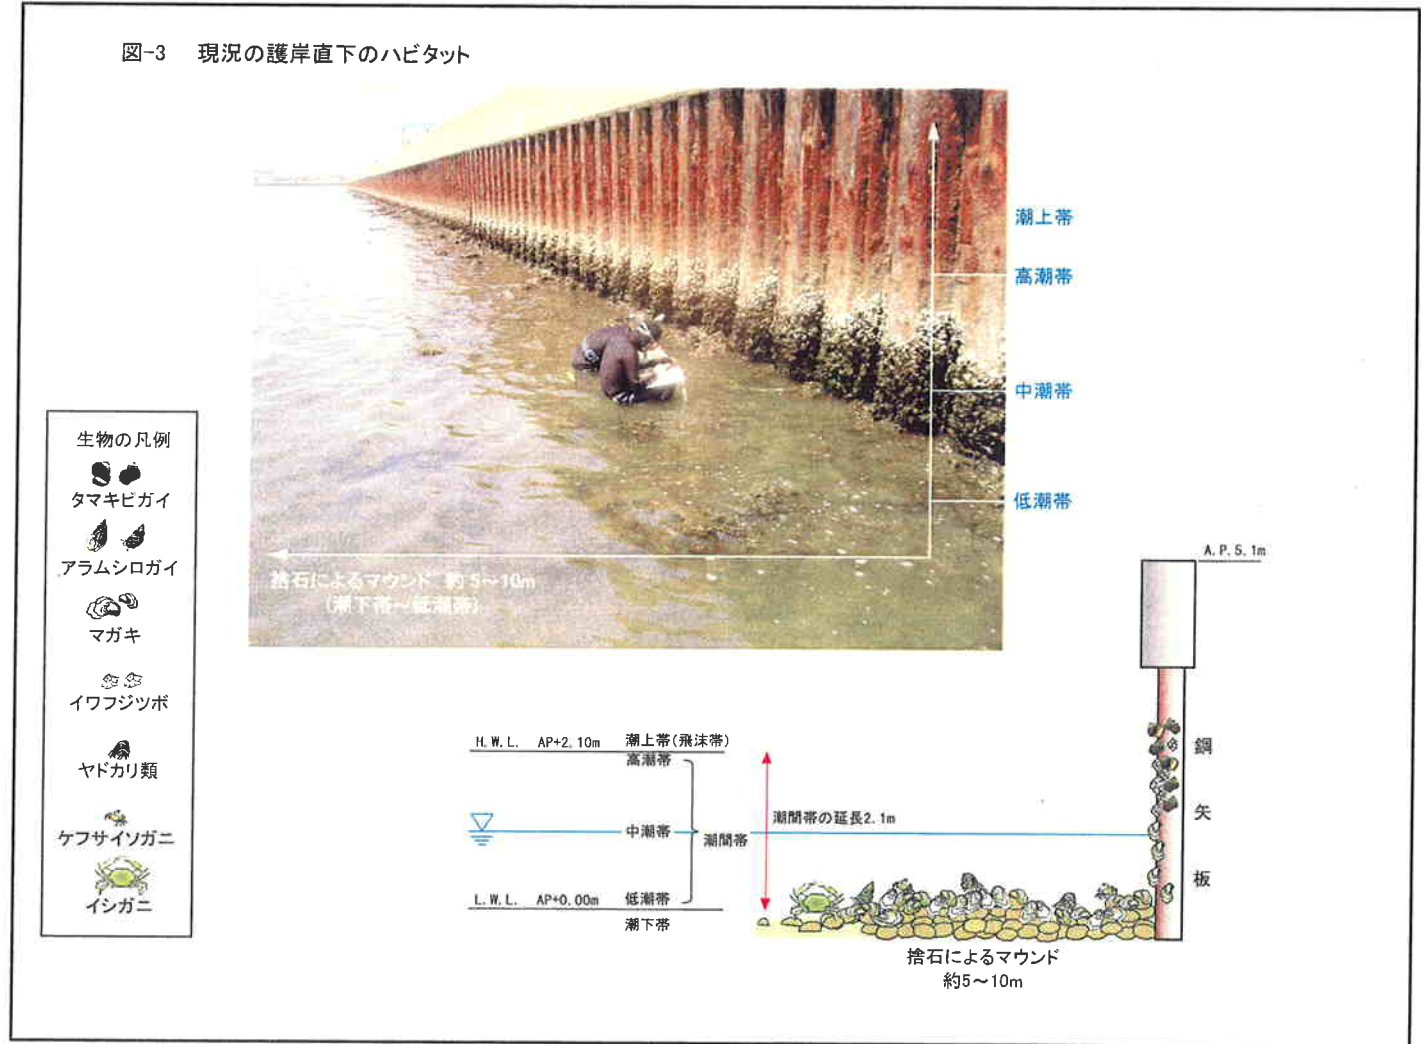 図-3 現況の護岸直下のハビタット
潮上帯
高潮帯
中潮帯
低潮帯
捨石によるマウンド 約5～10m
(潮下帯～低潮帯)
生物の凡例
タマキビガイ
アラムシロガイ
マガキ
イワフジツボ
ヤドカリ類
ケフサイソガニ
イシガニ
A.P.5.1m
H.W.L. AP+2.10m 潮上帯(飛沫帯)
高潮帯
中潮帯
潮間帯
潮間帯の延長2.1m
L.W.L. AP+0.00m 低潮帯
潮下帯
鋼矢板
捨石によるマウンド
約5～10m